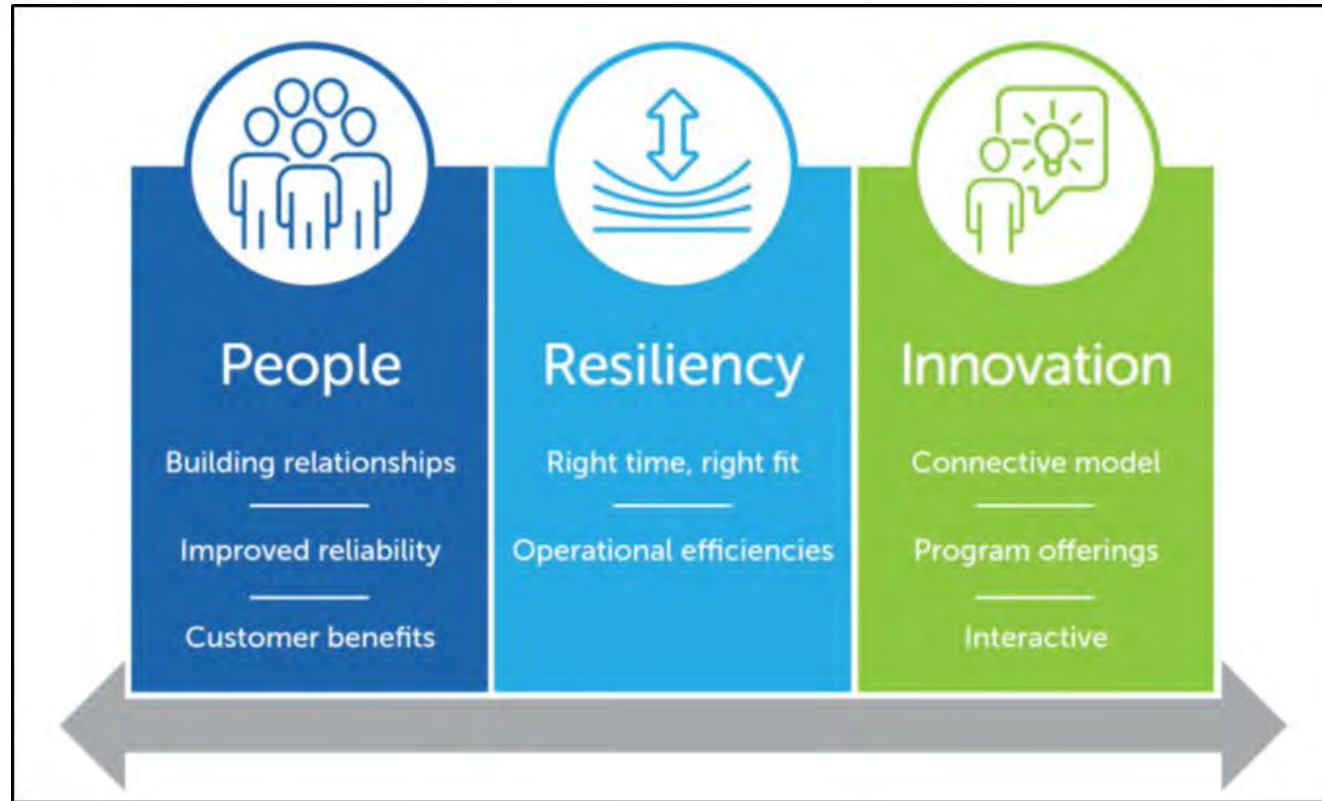 People
Building relationships
Improved reliability
Customer benefits
Resiliency
Right time, right fit
Operational efficiencies
Innovation
Connective model
Program offerings
Interactive